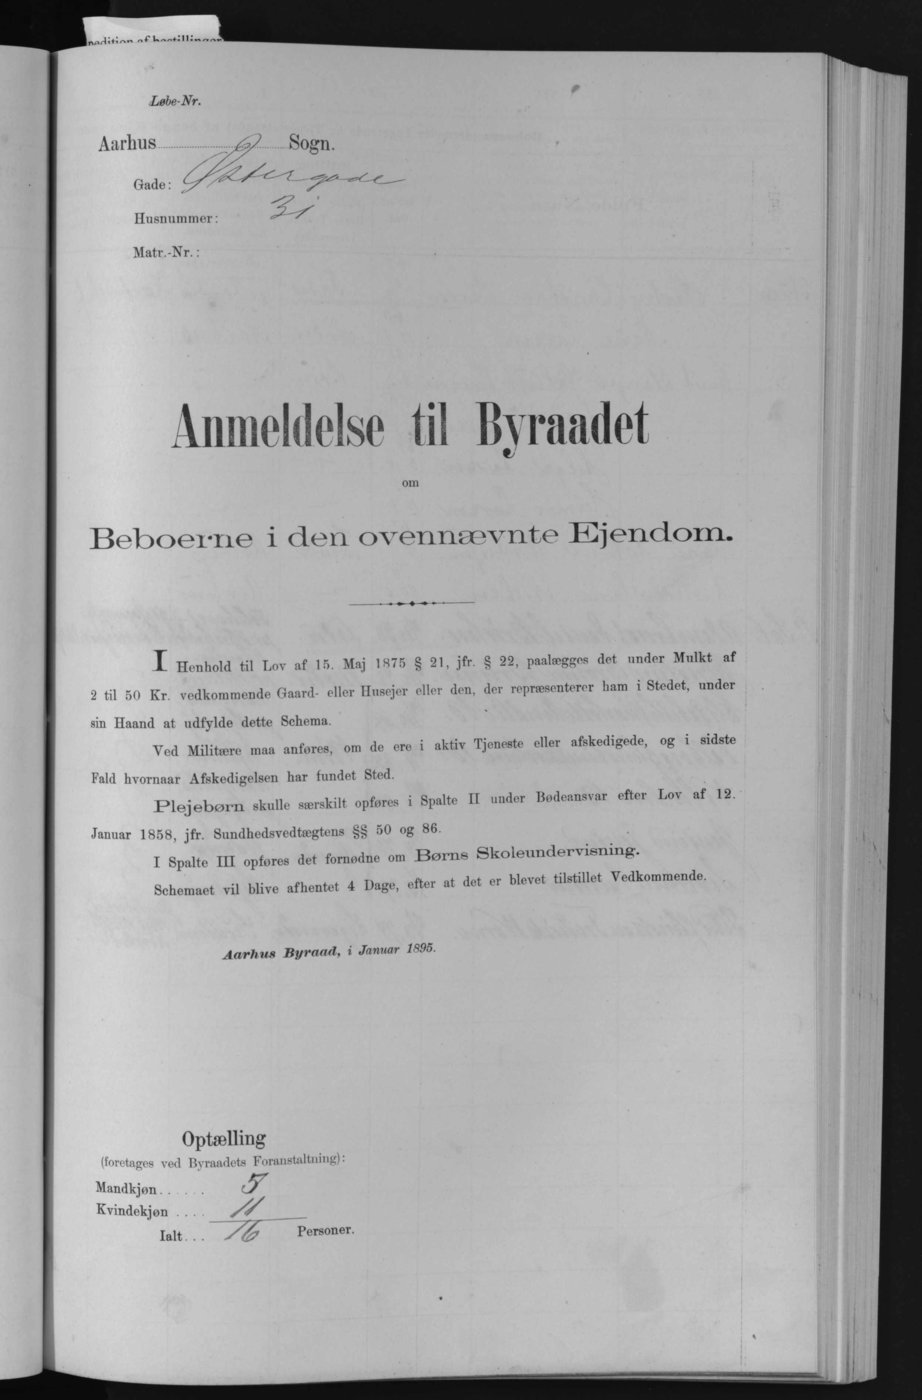 pedition af bestillinger
Løbe-Nr.
Aarhus Sogn.
Gade: Østergade
Husnummer: 31
Matr.-Nr.:
Anmeldelse til Byraadet
om
Beboerne i den ovennævnte Ejendom.
I Henhold til Lov af 15. Maj 1875 § 21, jfr. § 22, paalægges det under Mulkt af
2 til 50 Kr. vedkommende Gaard- eller Husejer eller den, der repræsenterer ham i Stedet, under
sin Haand at udfylde dette Schema.
Ved Militære maa anføres, om de ere i aktiv Tjeneste eller afskedigede, og i sidste
Fald hvornaar Afskedigelsen har fundet Sted.
Plejebørn skulle særskilt opføres i Spalte II under Bødeansvar efter Lov af 12.
Januar 1858, jfr. Sundhedsvedtægtens §§ 50 og 86.
I Spalte III opføres det fornødne om Børns Skoleundervisning.
Schemaet vil blive afhentet 4 Dage, efter at det er blevet tilstillet Vedkommende.
Aarhus Byraad, i Januar 1895.
Optælling
(foretages ved Byraadets Foranstaltning):
Mandkjøn...... 5
Kvindekjøn .... 11
Ialt... 16 Personer.